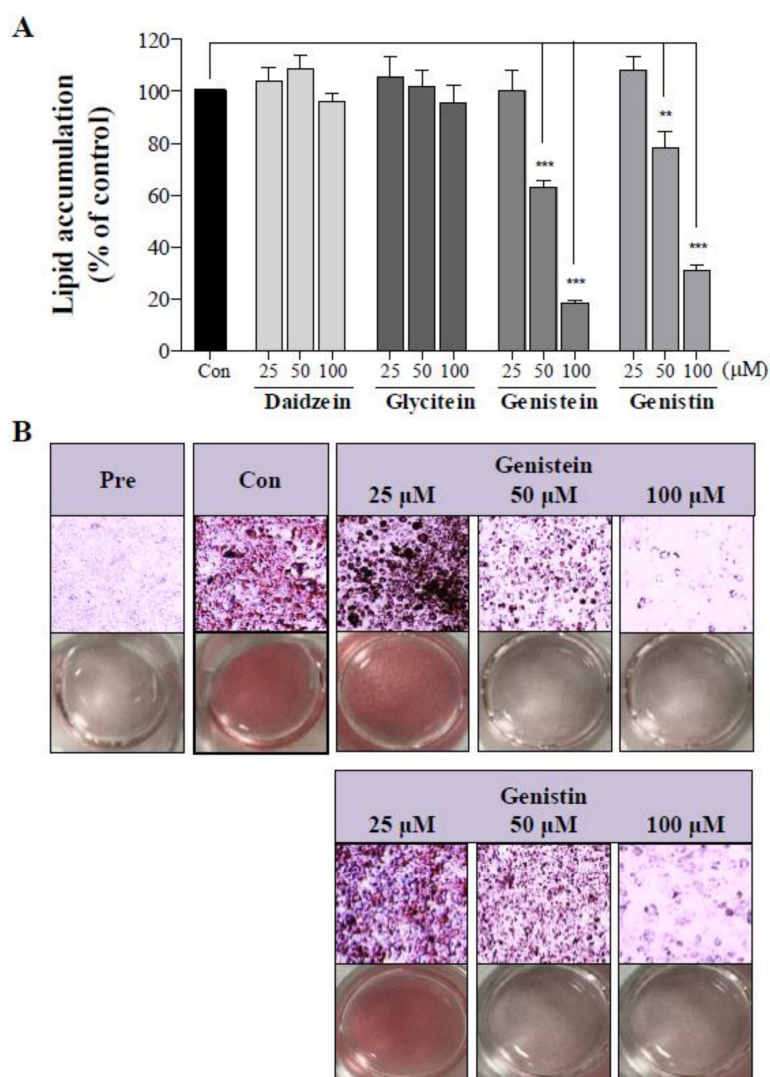 A
Lipid accumulation
(% of control)
120
100
80
60
40
20
0
***
***
**
***
Con 25 50 100 25 50 100 25 50 100 25 50 100 (μM)
Daidzein Glycitein Genistein Genistin
B
Pre Con Genistein
25 μM 50 μM 100 μM
Genistin
25 μM 50 μM 100 μM